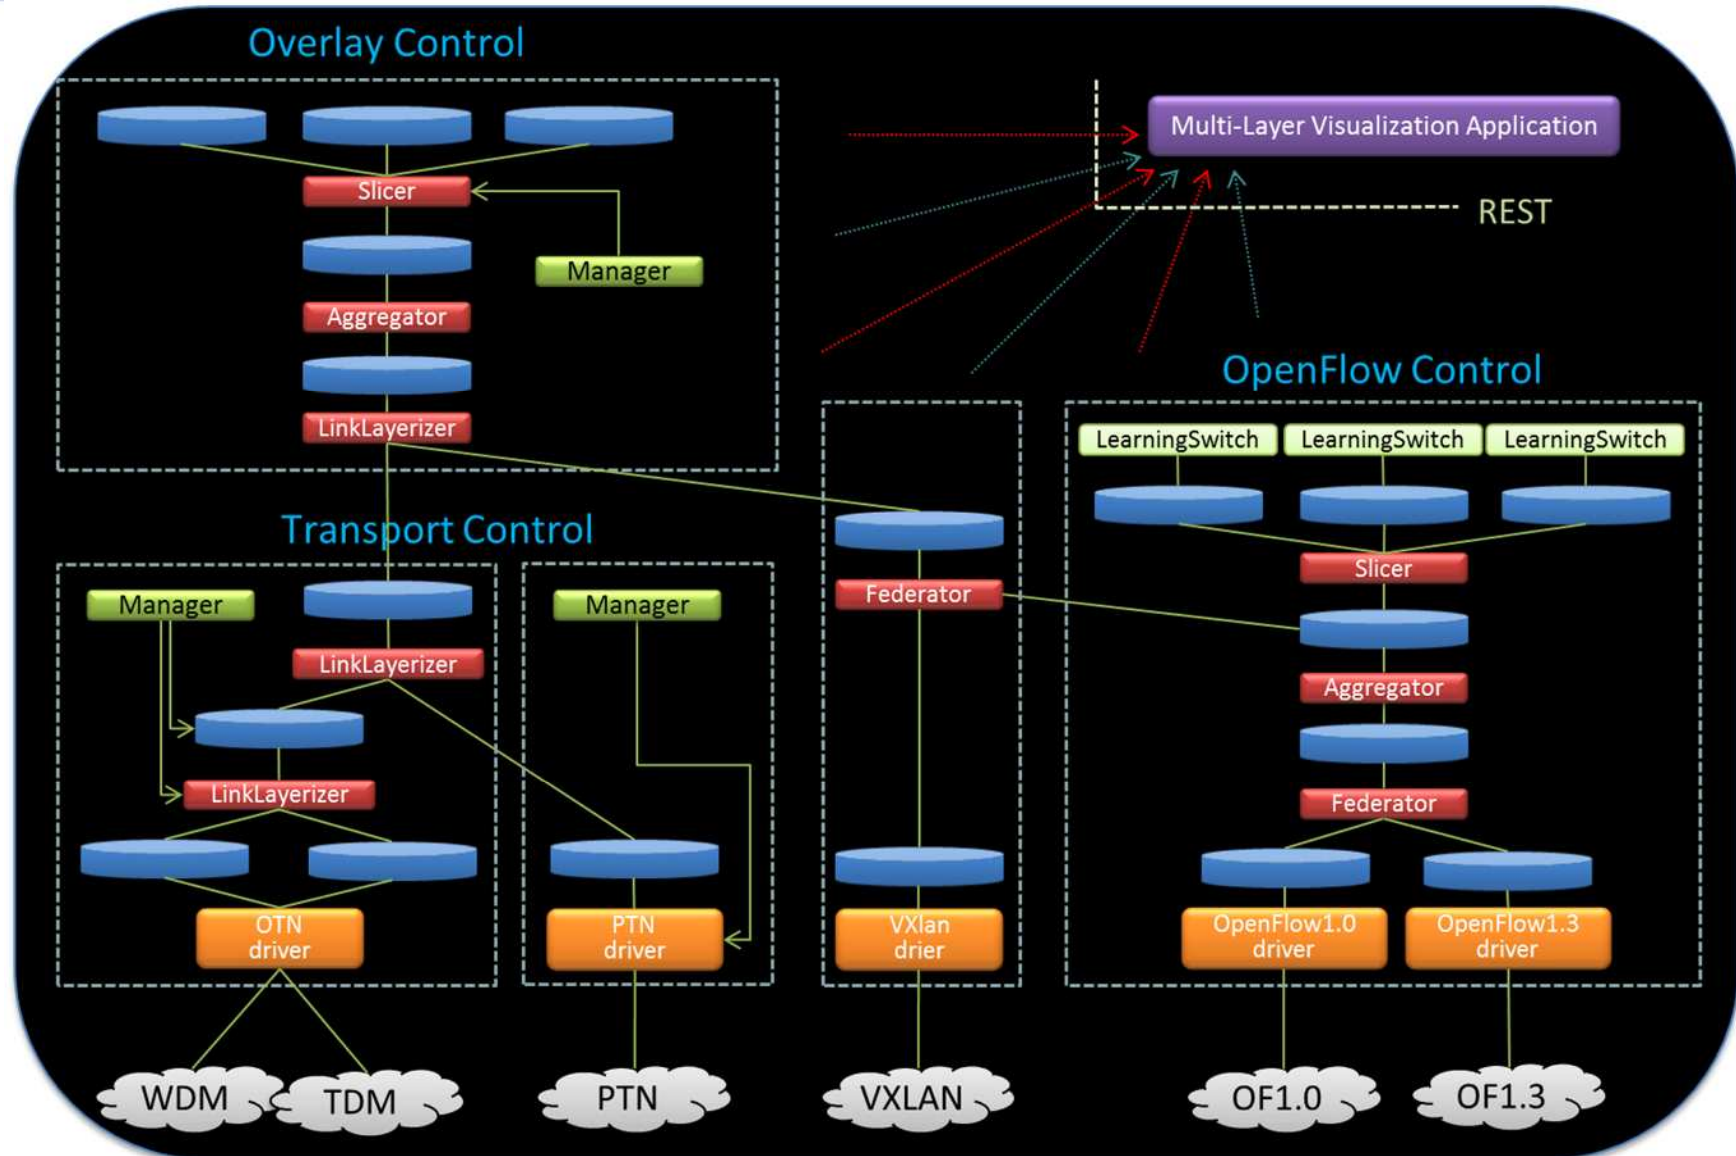 Overlay Control
Multi-Layer Visualization Application
Slicer
REST
Manager
Aggregator
OpenFlow Control
LinkLayerizer
LearningSwitch
LearningSwitch
LearningSwitch
Transport Control
Slicer
Manager
Manager
Federator
LinkLayerizer
Aggregator
LinkLayerizer
Federator
OTN
driver
PTN
driver
VXlan
drier
OpenFlow1.0
driver
OpenFlow1.3
driver
WDM
TDM
PTN
VXLAN
OF1.0
OF1.3